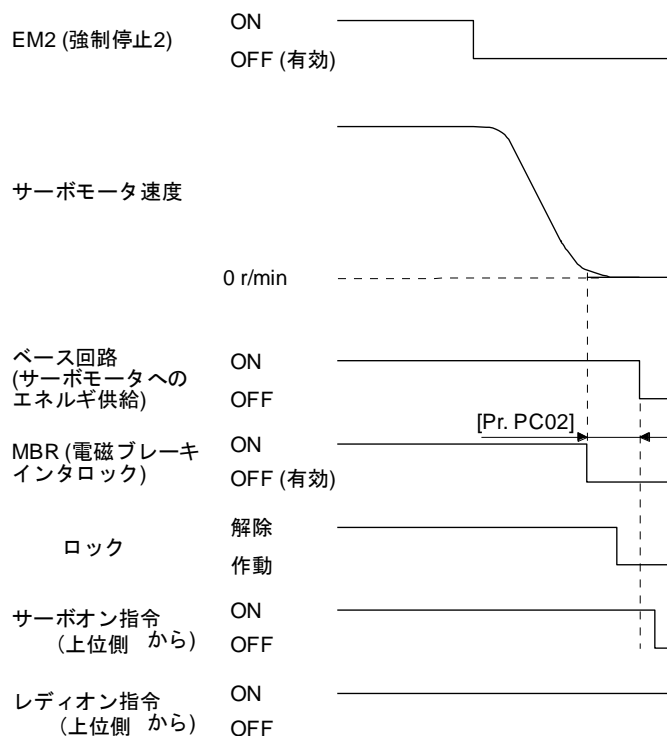 EM2 (強制停止2)
ON
OFF (有効)
サーボモータ速度
0 r/min
ベース回路
(サーボモータへの
エネルギ供給)
ON
OFF
[Pr. PC02]
MBR (電磁ブレーキ
インタロック)
ON
OFF (有効)
ロック
解除
作動
サーボオン指令
(上位側 から)
ON
OFF
レディオン指令
(上位側 から)
ON
OFF